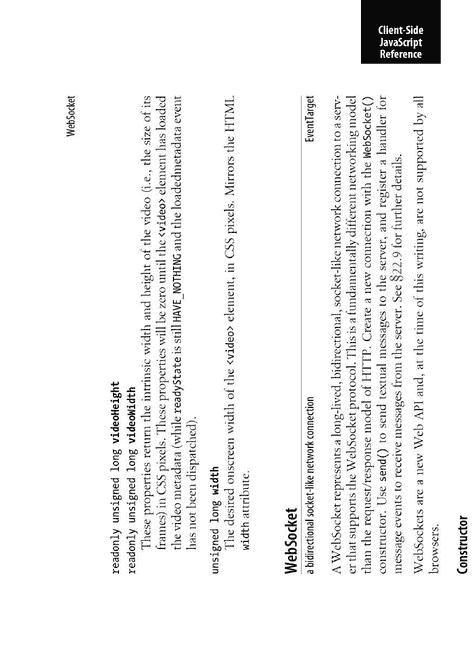 Client-Side
JavaScript
Reference
WebSocket
readonly unsigned long videoHeight
readonly unsigned long videoWidth
These properties return the intrinsic width and height of the video (i.e., the size of its
frames) in CSS pixels. These properties will be zero until the <video> element has loaded
the video metadata (while readyState is still HAVE_NOTHING and the loadedmetadata event
has not been dispatched).
unsigned long width
The desired onscreen width of the <video> element, in CSS pixels. Mirrors the HTML
width attribute.
WebSocket
a bidirectional socket-like network connection EventTarget
A WebSocket represents a long-lived, bidirectional, socket-like network connection to a serv-
er that supports the WebSocket protocol. This is a fundamentally different networking model
than the request/response model of HTTP. Create a new connection with the WebSocket()
constructor. Use send() to send textual messages to the server, and register a handler for
message events to receive messages from the server. See §22.9 for further details.
WebSockets are a new Web API and, at the time of this writing, are not supported by all
browsers.
Constructor